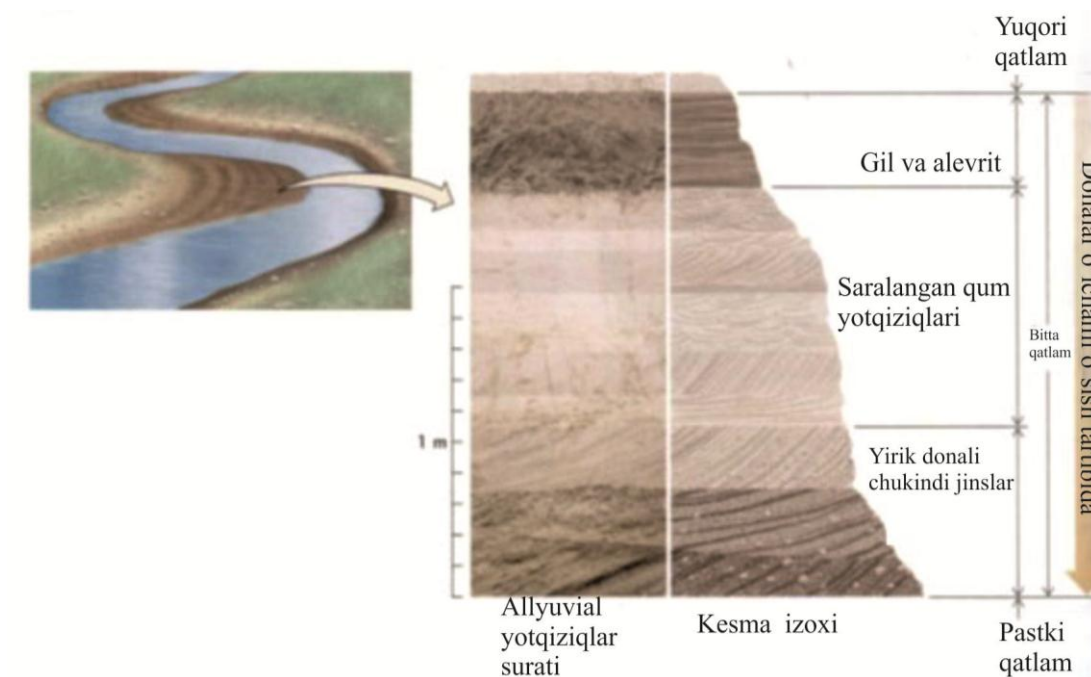 Yuqori
qatlam
Gil va alevrit
Saralangan qum
yotqiziqlari
Bitta
qatlam
1 m
Yirik donali
chukindi jinslar
Allyuvial
yotqiziqlar
surati
Kesma izoxi
Pastki
qatlam